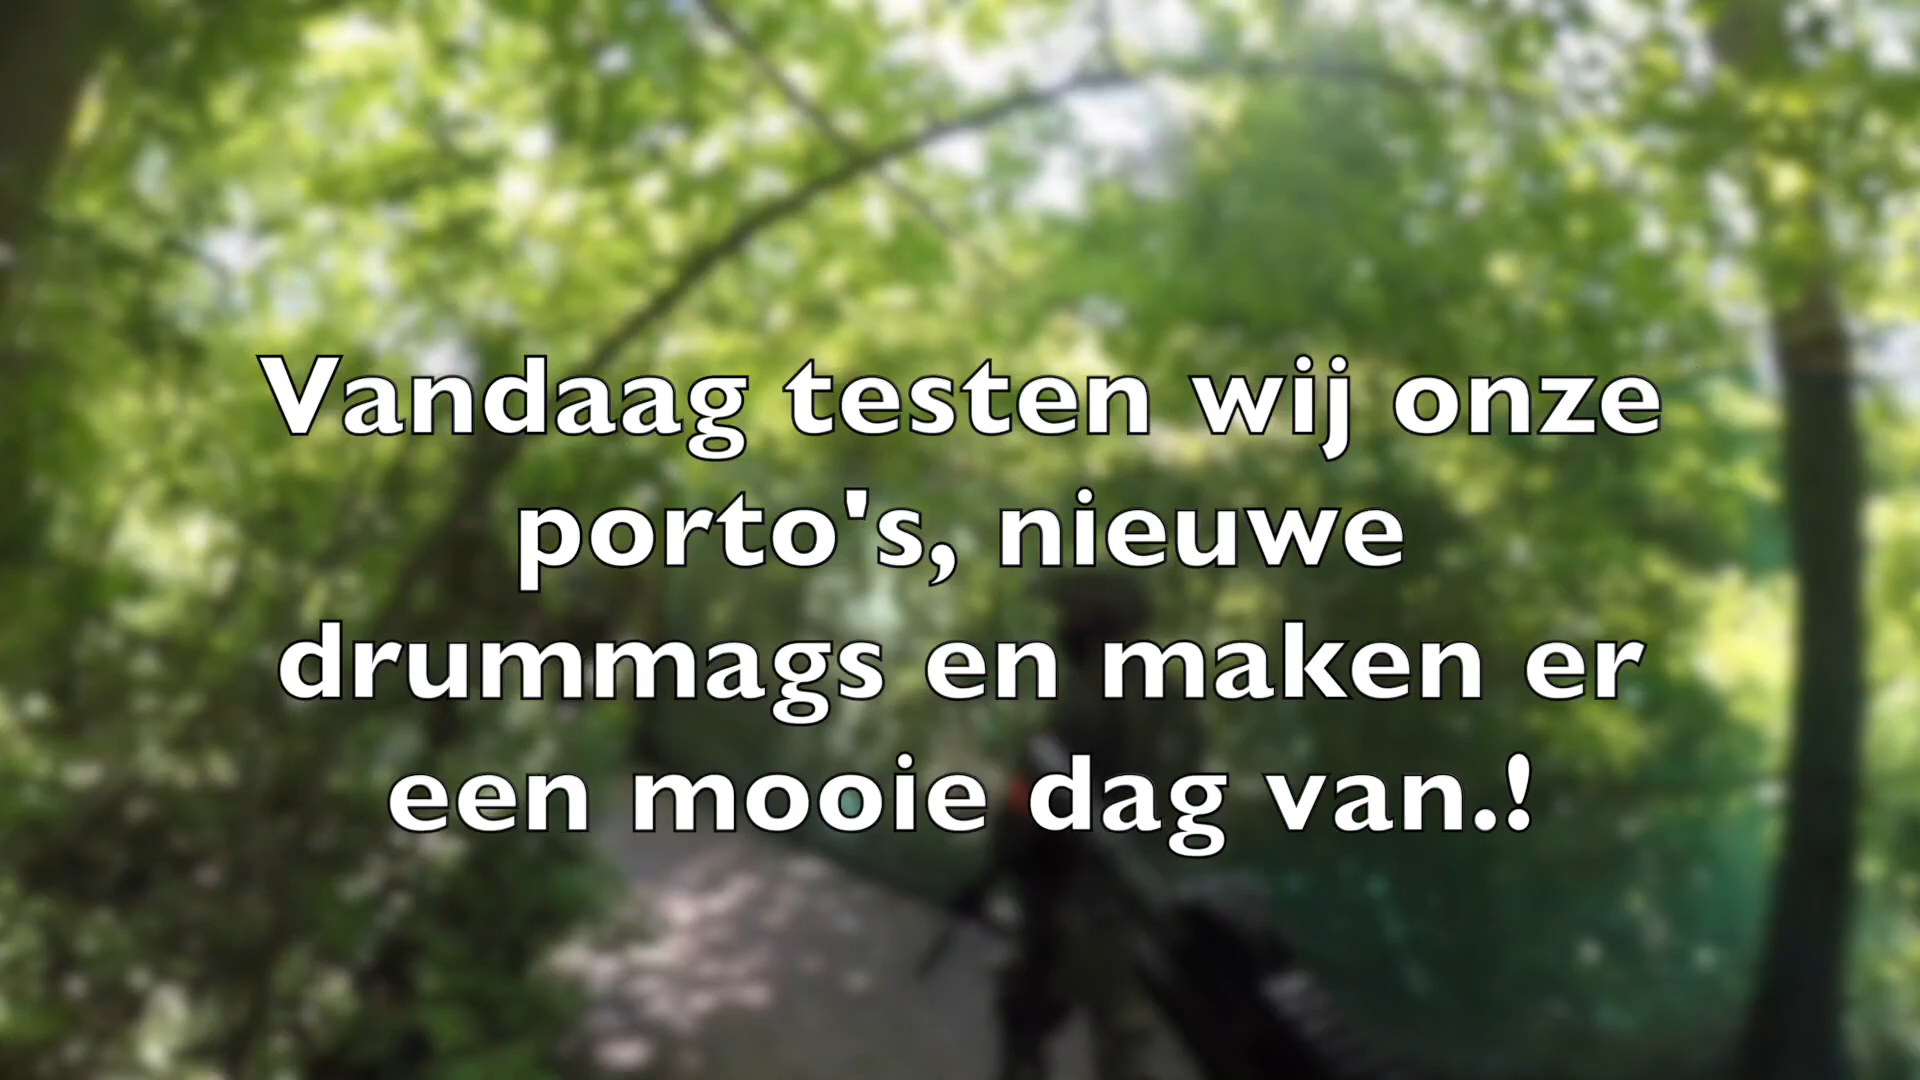 Vandaag testen wij onze
porto's, nieuwe
drummags en maken er
een mooie dag van.!